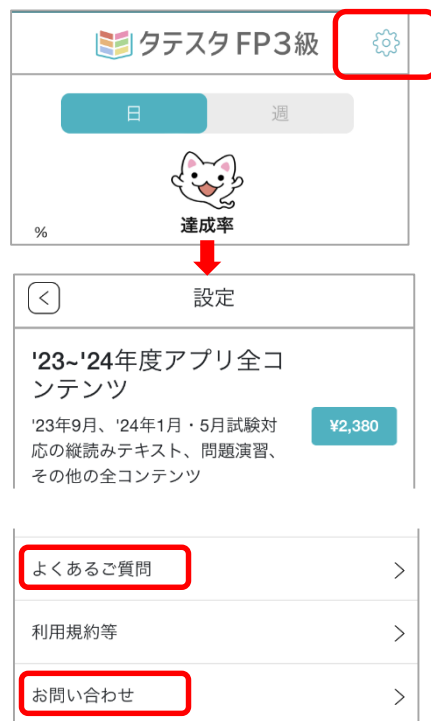 タテスタ FP3級
日
週
達成率
%
設定
'23~'24年度アプリ全コ
ンテンツ
'23年9月、'24年1月・5月試験対
応の縦読みテキスト、問題演習、
その他の全コンテンツ
¥2,380
よくあるご質問
利用規約等
お問い合わせ